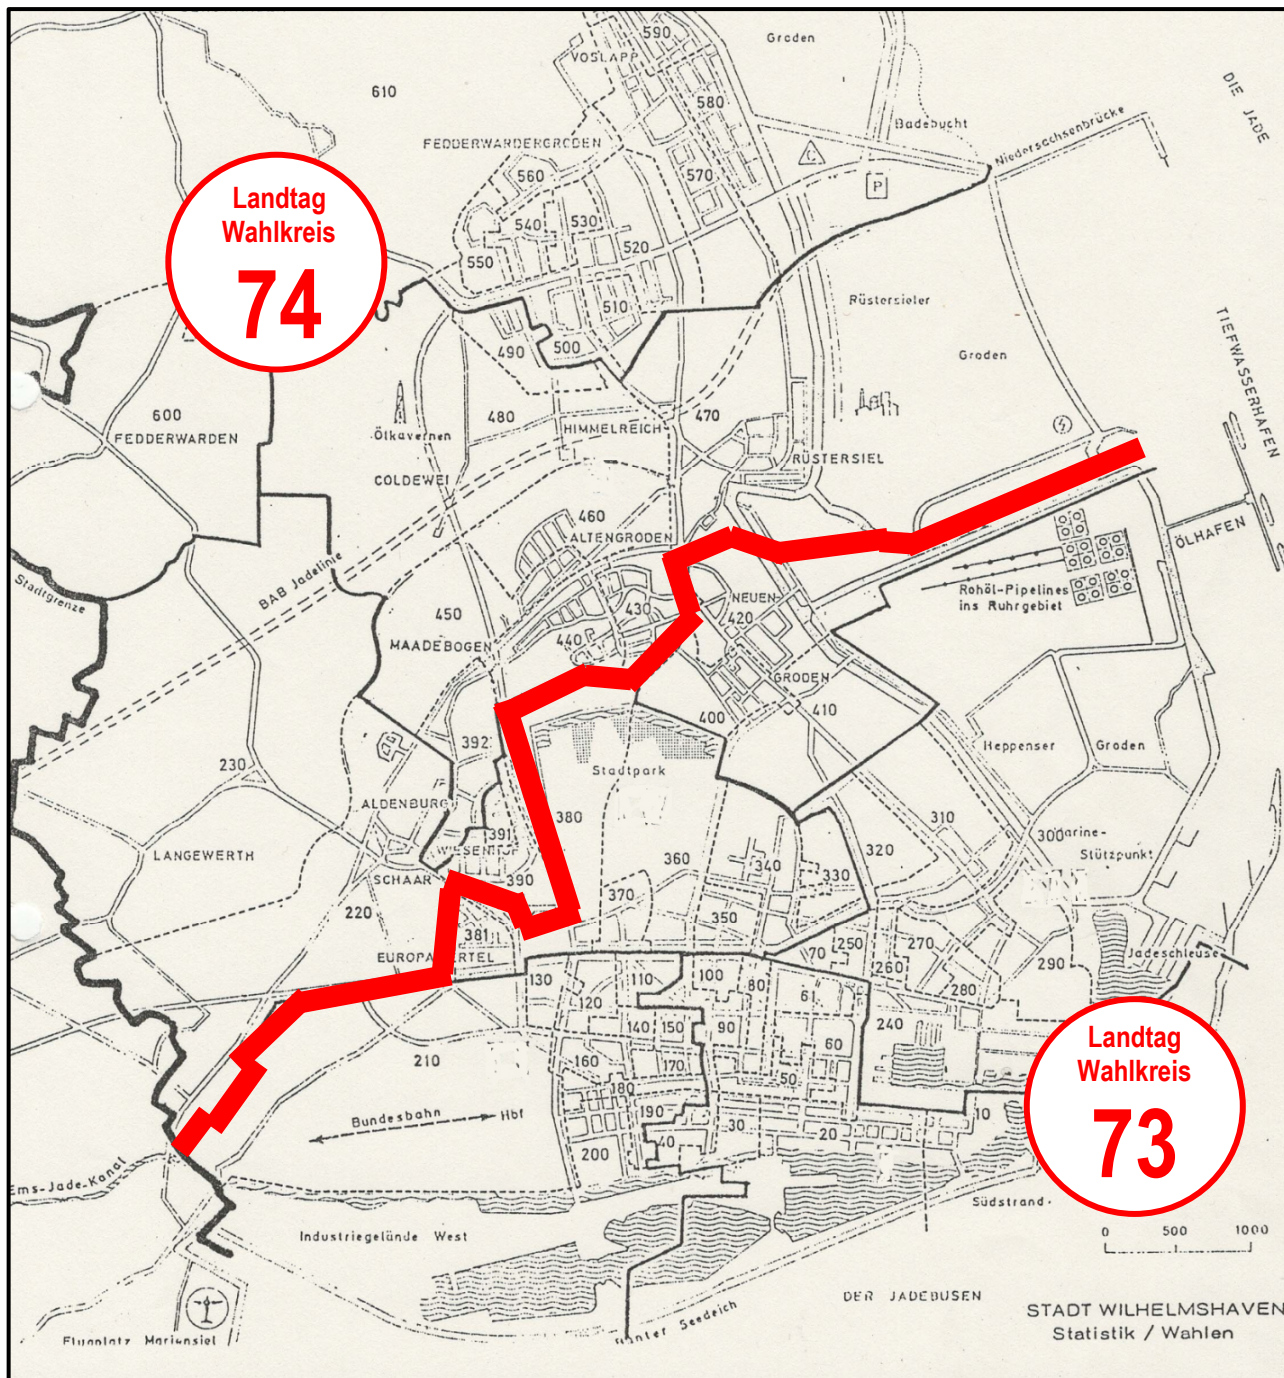 590
Groden
VOSLAPP
610
580
DIE JADE
Badebucht
Niedersachsenbrücke
FEDDERWARDERGRODEN
560
570
P
Landtag
Wahlkreis
74
540
530
520
550
510
Rüstersieler
TIEFWASSERHAFEN
490
500
Groden
600
FEDDERWARDEN
480
470
HIMMELREICH
Ölkavernen
COLDEWEI
RÜSTERSIEL
460
ALTENGRODEN
ÖLHAFEN
BAB Jadelinie
Stadtgrenze
Rohöl-Pipelines
ins Ruhrgebiet
NEUEN-
450
430
420
440
MAADEBOGEN
GRODEN
400
410
392
Heppenser
Groden
230
Stadtpark
ALDENBURG
380
310
391
300
arine-
Stützpunkt
LANGEWERTH
360
340
320
SCHAAR
390
330
370
220
350
381
70
250
270
EUROPAVIERTEL
260
290
Jadeschleuse
130
110
100
80
280
120
61
140
150
90
240
60
210
160
170
50
180
Landtag
Wahlkreis
73
Bundesbahn
Hbf
190
10
40
30
20
200
Ems-Jade-Kanal
Südstrand
Industriegelände West
0 500 1000
DER JADEBUSEN
STADT WILHELMSHAVEN
Statistik / Wahlen
Seedeich
Flugplatz Mariensiel